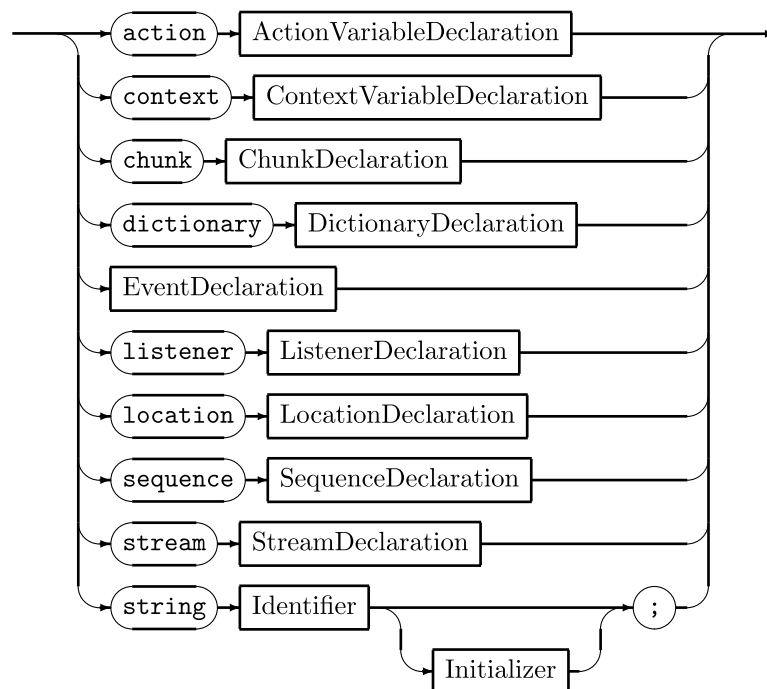 action ActionVariableDeclaration
context ContextVariableDeclaration
chunk ChunkDeclaration
dictionary DictionaryDeclaration
EventDeclaration
listener ListenerDeclaration
location LocationDeclaration
sequence SequenceDeclaration
stream StreamDeclaration
string Identifier ;
Initializer